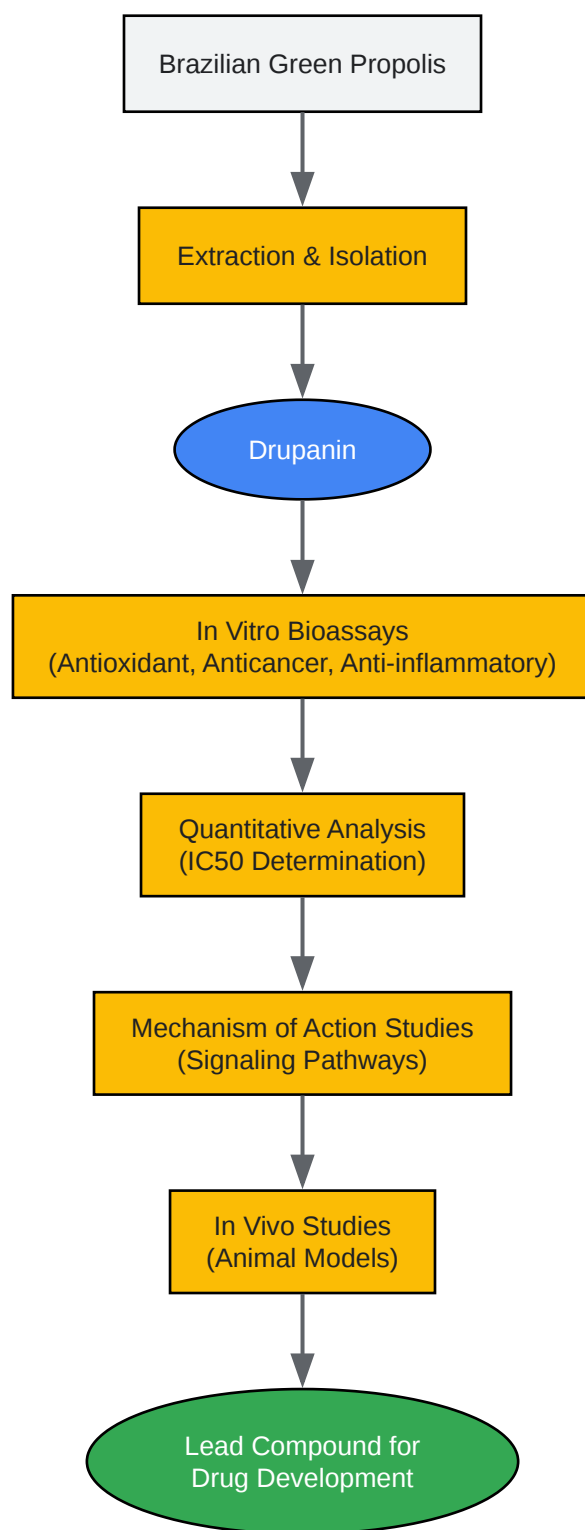 Brazilian Green Propolis
Extraction & Isolation
Drupanin
In Vitro Bioassays
(Antioxidant, Anticancer, Anti-inflammatory)
Quantitative Analysis
(IC50 Determination)
Mechanism of Action Studies
(Signaling Pathways)
In Vivo Studies
(Animal Models)
Lead Compound for
Drug Development